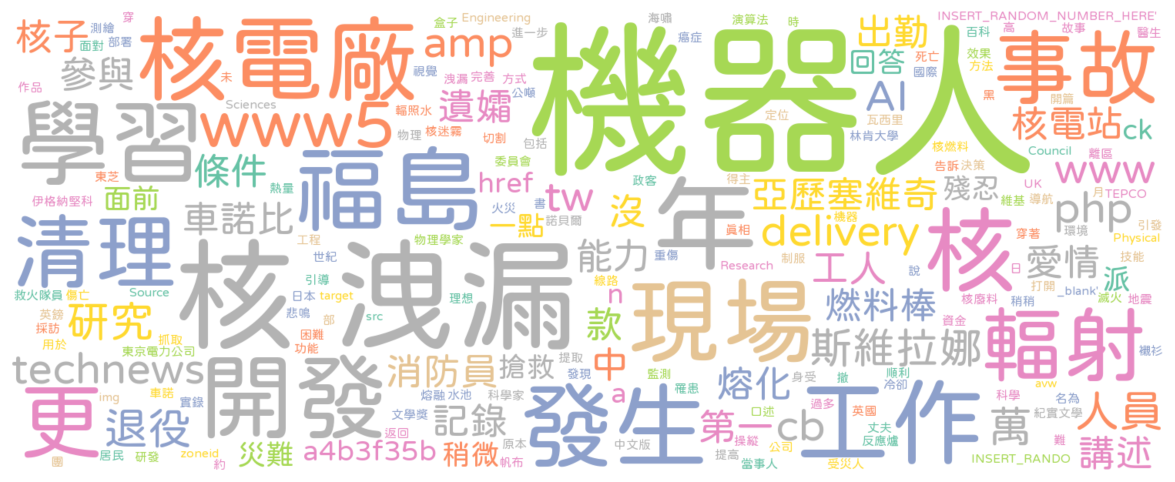 核子
測繪
穿
面對
部署
參與
作品
未
核電廠
盒子
Engineering
進一步
amp
視覺
洩漏
完善
方式
公噸
海嘯
癌症
演算法
時
出勤
回答
死亡
國際
AI
瓦西里
林肯大學
定位
機器人
INSERT_RANDOM_NUMBER_HERE'
百科
高
故事
醫生
效果
方法
黑
開篇
事故
核電站
ck
核燃料
告訴
決策
Council
離區
www
學習
Sciences
www5
輻照水
遺孀
物理
核迷霧
切割
包括
委員會
條件
熱量
東芝
面前
伊格納堅科
車諾比
福島
href
tw
書
火災
諾貝爾
一點
物理學家
政客
沒
年
得主
亞歷塞維奇
真相
機器
殘忍
UK
維基
導航
月
TEPCO
php
環境
引發
Physical
技能
delivery
制服
說
穿著
核
日
愛情
派
打開
_blank'
滅火
地震
清理
工程
世紀
引導
救火隊員
傷亡
Source
日本
target
悲鳴
src
理想
核洩漏
能力
重傷
Research
線路
工人
n
款
現場
燃料棒
核廢料
稍稍
資金
輻射
襯衫
英鎊
採訪
用於
研究
抓取
東京電力公司
困難
功能
部
中
a
斯維拉娜
technews
開發
消防員
搶救
提取
發現
監測
罹患
熔化
身受
撤
順利
冷卻
avw
名為
科學
紀實文學
人員
更
img
車諾
實錄
退役
熔融
水池
科學家
文學獎
記錄
返回
原本
發生
口述
過多
第一
操縱
cb
英國
丈夫
反應爐
工作
萬
難
講述
團
居民
研發
zoneid
約
災難
a4b3f35b
帆布
稍微
中文版
提高
公司
當事人
受災人
INSERT_RANDO